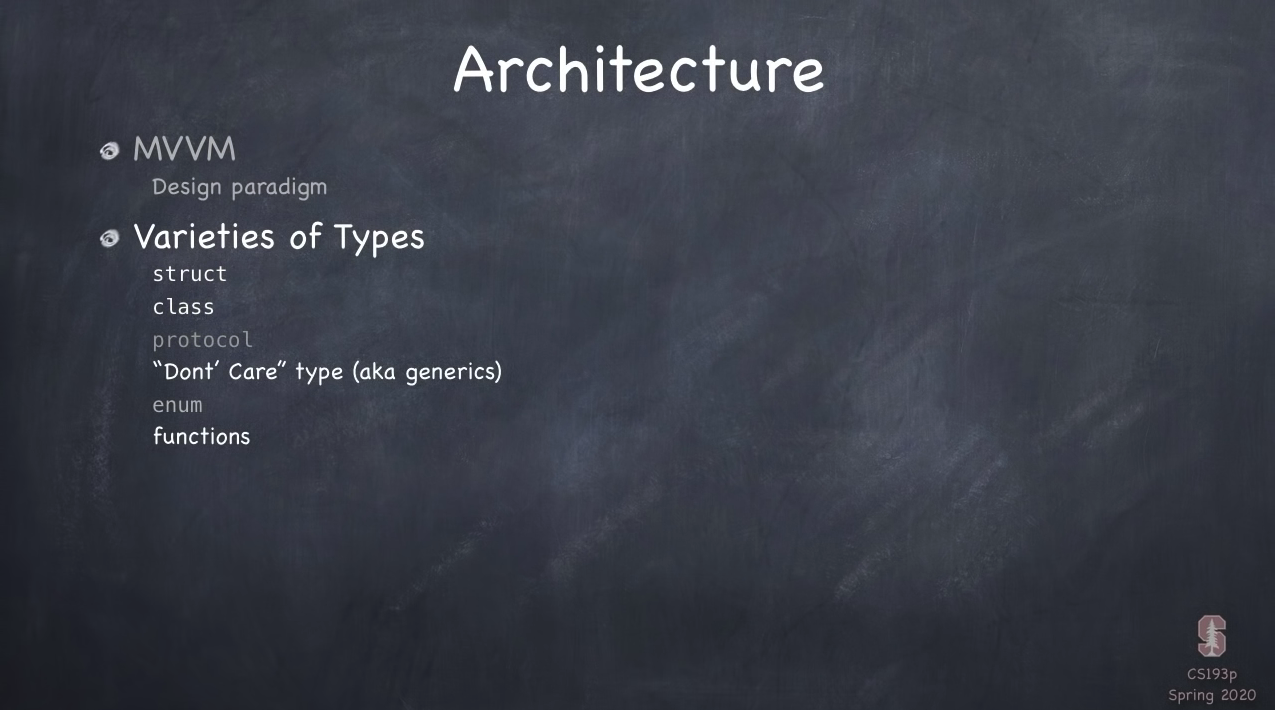 Architecture
MVVM
Design paradigm
Varieties of Types
struct
class
protocol
“Dont’ Care” type (aka generics)
enum
functions
S
CS193p
Spring 2020